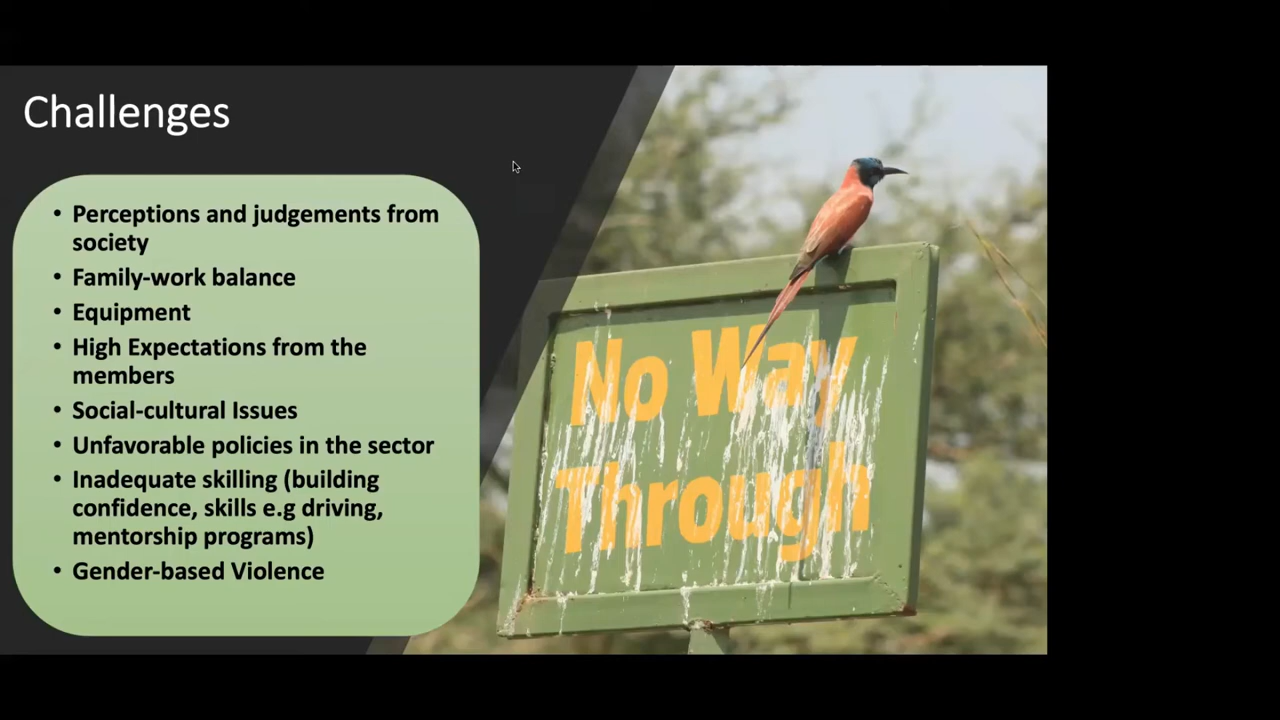 Challenges
• Perceptions and judgements from
society
• Family-work balance
• Equipment
• High Expectations from the
members
• Social-cultural Issues
• Unfavorable policies in the sector
• Inadequate skilling (building
confidence, skills e.g driving,
mentorship programs)
• Gender-based Violence
No Way
Through